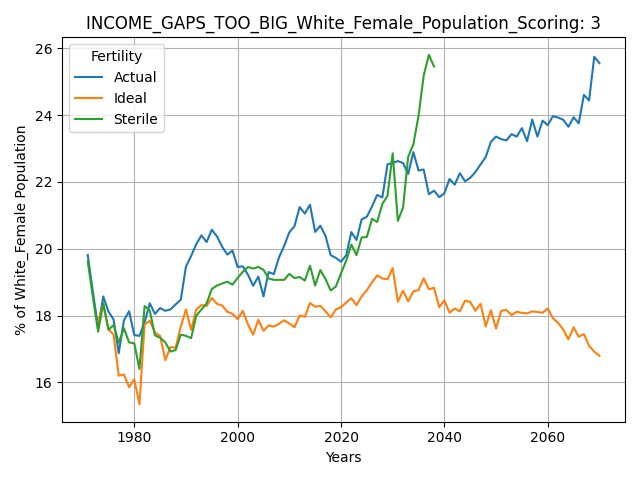 INCOME_GAPS_TOO_BIG_White_Female_Population_Scoring: 3
% of White_Female Population
26
24
22
20
18
16
Fertility
Actual
Ideal
Sterile
1980
2000
2020
2040
2060
Years